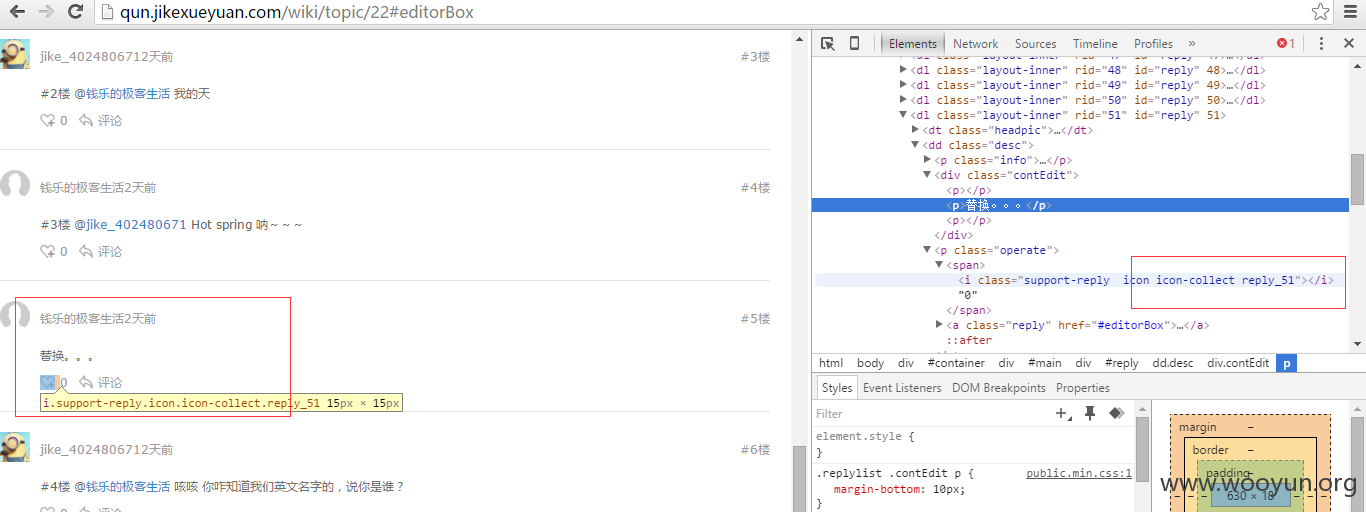 qun.jikexueyuan.com/wiki/topic/22#editorBox
jike_4024806712天前 #3楼
#2楼 @钱乐的极客生活 我的天
0 评论
钱乐的极客生活2天前 #4楼
#3楼 @jike_402480671 Hot spring 呐～～～
0 评论
钱乐的极客生活2天前 #5楼
替换。。。
0 评论
i.support-reply.icon.icon-collect.reply_51 15px × 15px
jike_4024806712天前 #6楼
#4楼 @钱乐的极客生活 咳咳 你咋知道我们英文名字的，说你是谁？
Elements Network Sources Timeline Profiles » 1
<dl class="layout-inner" rid="47" id="reply" 47>…</dl>
<dl class="layout-inner" rid="48" id="reply" 48>…</dl>
<dl class="layout-inner" rid="49" id="reply" 49>…</dl>
<dl class="layout-inner" rid="50" id="reply" 50>…</dl>
<dl class="layout-inner" rid="51" id="reply" 51>
<dt class="headpic">…</dt>
<dd class="desc">
<p class="info">…</p>
<div class="contEdit">
<p></p>
<p>替换。。。</p>
<p></p>
</div>
<p class="operate">
<span>
<i class="support-reply  icon icon-collect reply_51"></i>
"0"
</span>
<a class="reply" href="#editorBox">…</a>
::after
html body div #container div #main div #reply dd.desc div.contEdit p
Styles Event Listeners DOM Breakpoints Properties
Filter
element.style {
}
.replylist .contEdit p { public.min.css:1
margin-bottom: 10px;
}
margin –
border –
padding –
630 × 18
www.wooyun.org